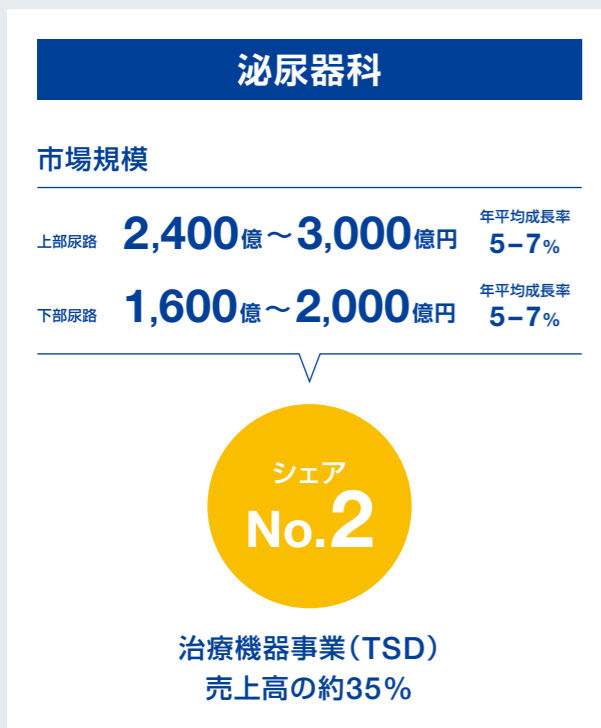 泌尿器科
市場規模
上部尿路 2,400億～3,000億円 年平均成長率 5–7%
下部尿路 1,600億～2,000億円 年平均成長率 5–7%
シェア
No.2
治療機器事業（TSD）
売上高の約35%